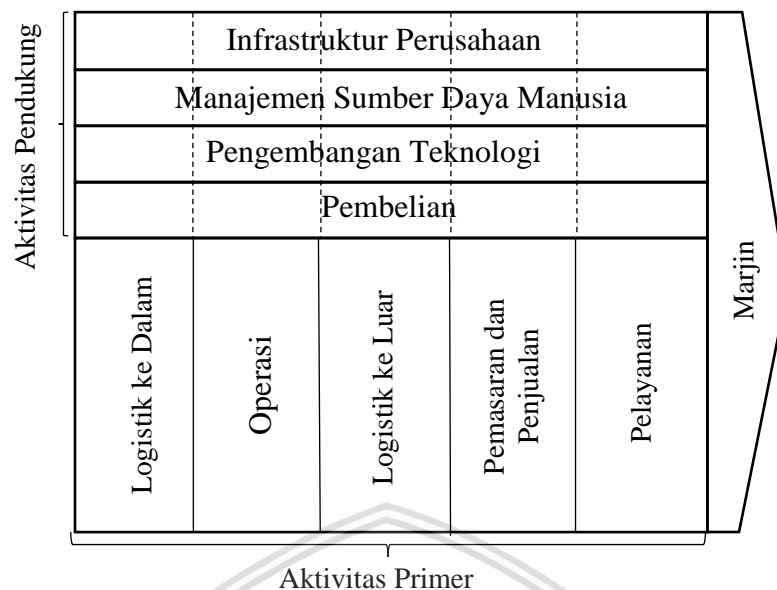 Aktivitas Pendukung
Infrastruktur Perusahaan
Manajemen Sumber Daya Manusia
Pengembangan Teknologi
Pembelian
Logistik ke Dalam
Operasi
Logistik ke Luar
Pemasaran dan
Penjualan
Pelayanan
Marjin
Aktivitas Primer